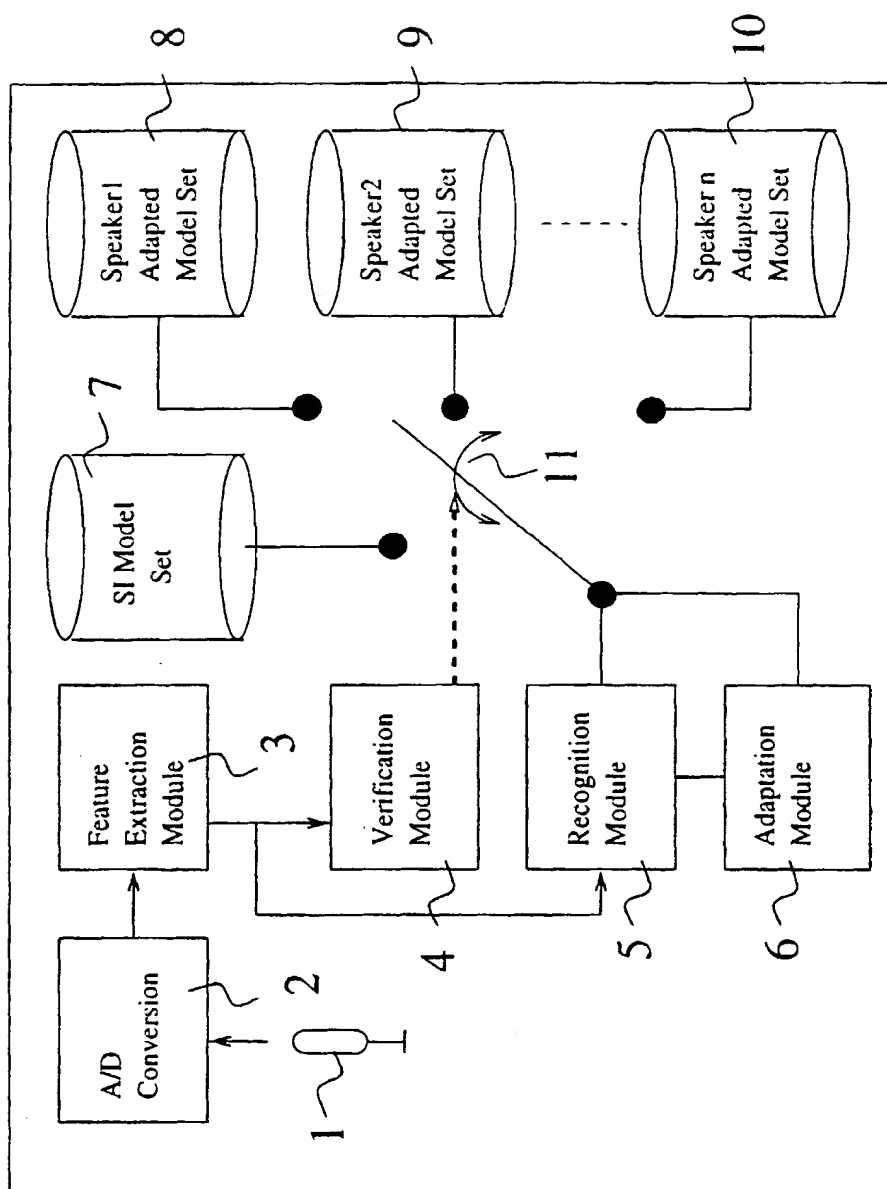 A/D
Conversion
2
1
Feature
Extraction
Module
3
Verification
Module
4
Recognition
Module
5
Adaptation
Module
6
SI Model
Set
7
Speaker1
Adapted
Model Set
8
Speaker2
Adapted
Model Set
9
Speaker n
Adapted
Model Set
10
11